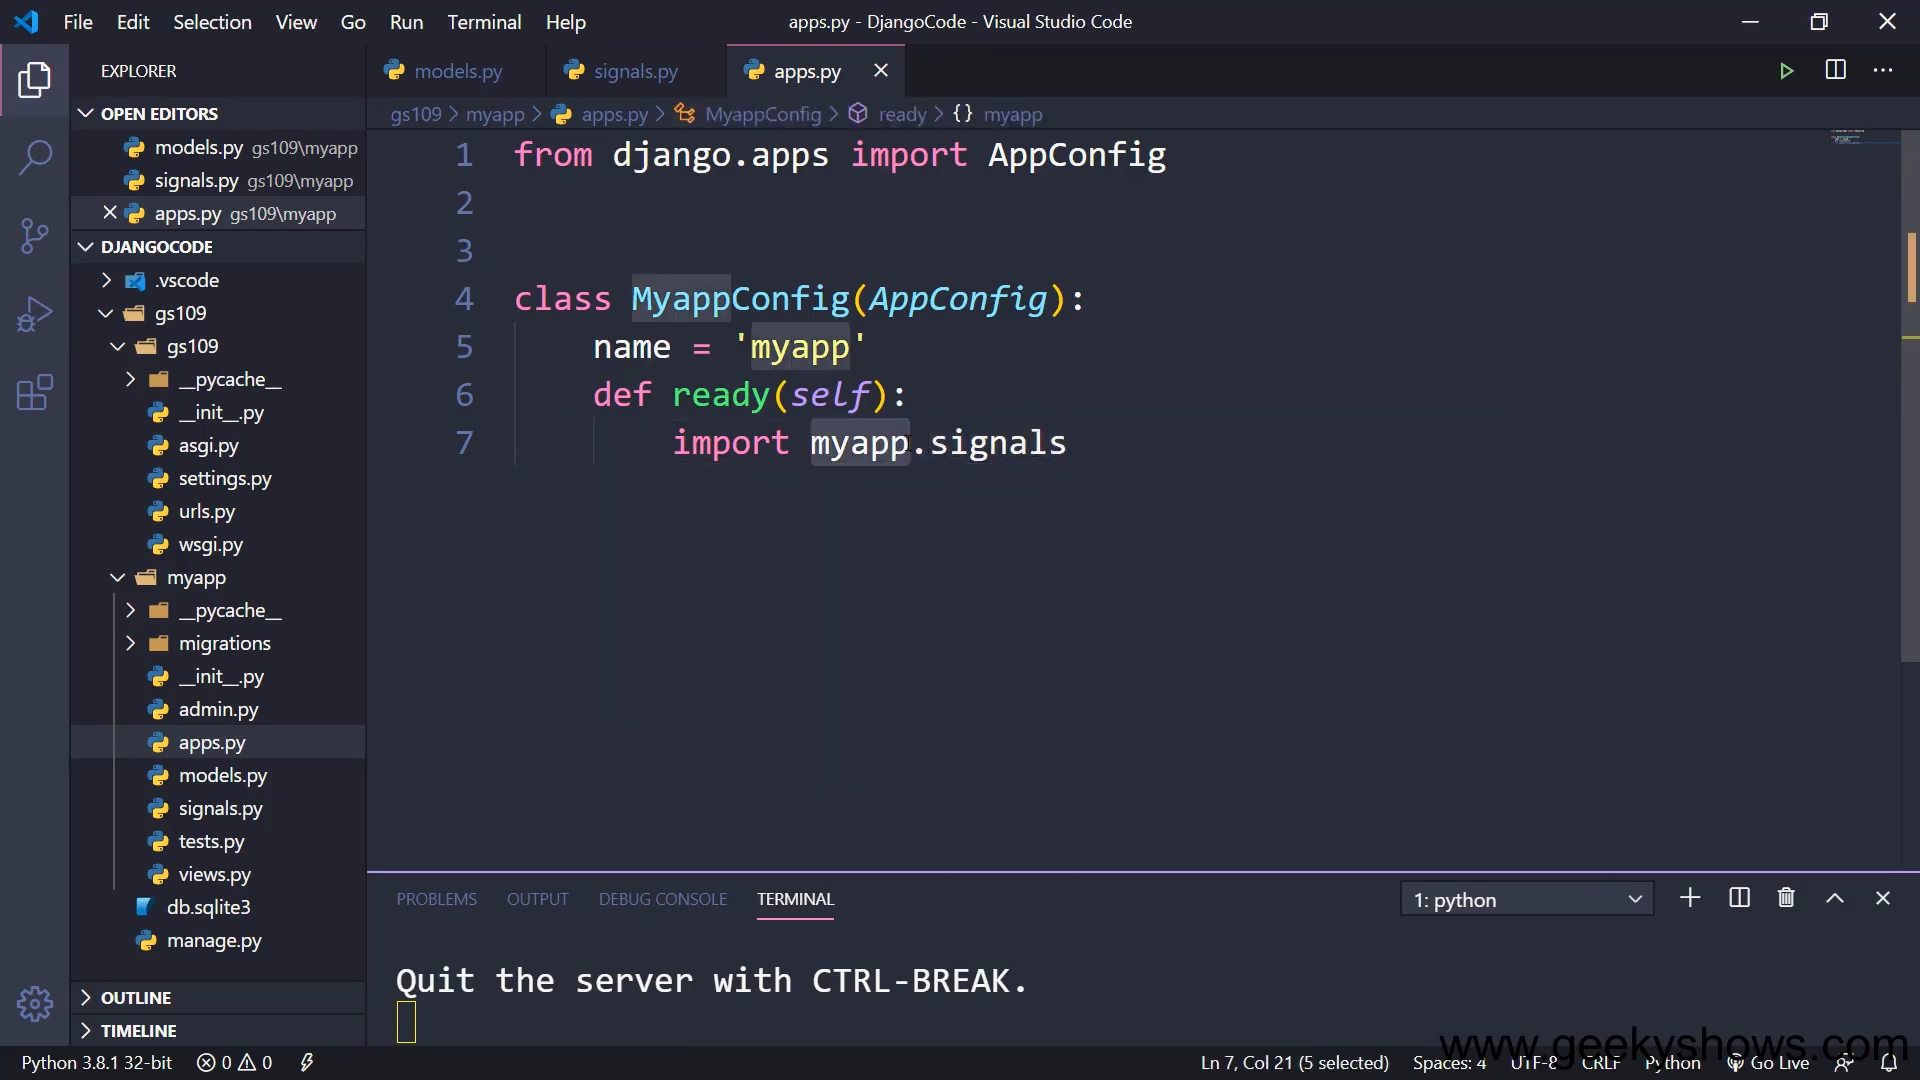 File Edit Selection View Go Run Terminal Help
apps.py - DjangoCode - Visual Studio Code
EXPLORER
OPEN EDITORS
models.py gs109\myapp
signals.py gs109\myapp
apps.py gs109\myapp
DJANGOCODE
.vscode
gs109
gs109
__pycache__
__init__.py
asgi.py
settings.py
urls.py
wsgi.py
myapp
__pycache__
migrations
__init__.py
admin.py
apps.py
models.py
signals.py
tests.py
views.py
db.sqlite3
manage.py
OUTLINE
TIMELINE
models.py signals.py apps.py
gs109 > myapp > apps.py > MyappConfig > ready > {} myapp
1 from django.apps import AppConfig
2
3
4 class MyappConfig(AppConfig):
5 name = 'myapp'
6 def ready(self):
7 import myapp.signals
PROBLEMS OUTPUT DEBUG CONSOLE TERMINAL
1: python
Quit the server with CTRL-BREAK.
www.geekyshows.com
Python 3.8.1 32-bit 0 0
Ln 7, Col 21 (5 selected) Spaces: 4 UTF-8 CRLF Python Go Live